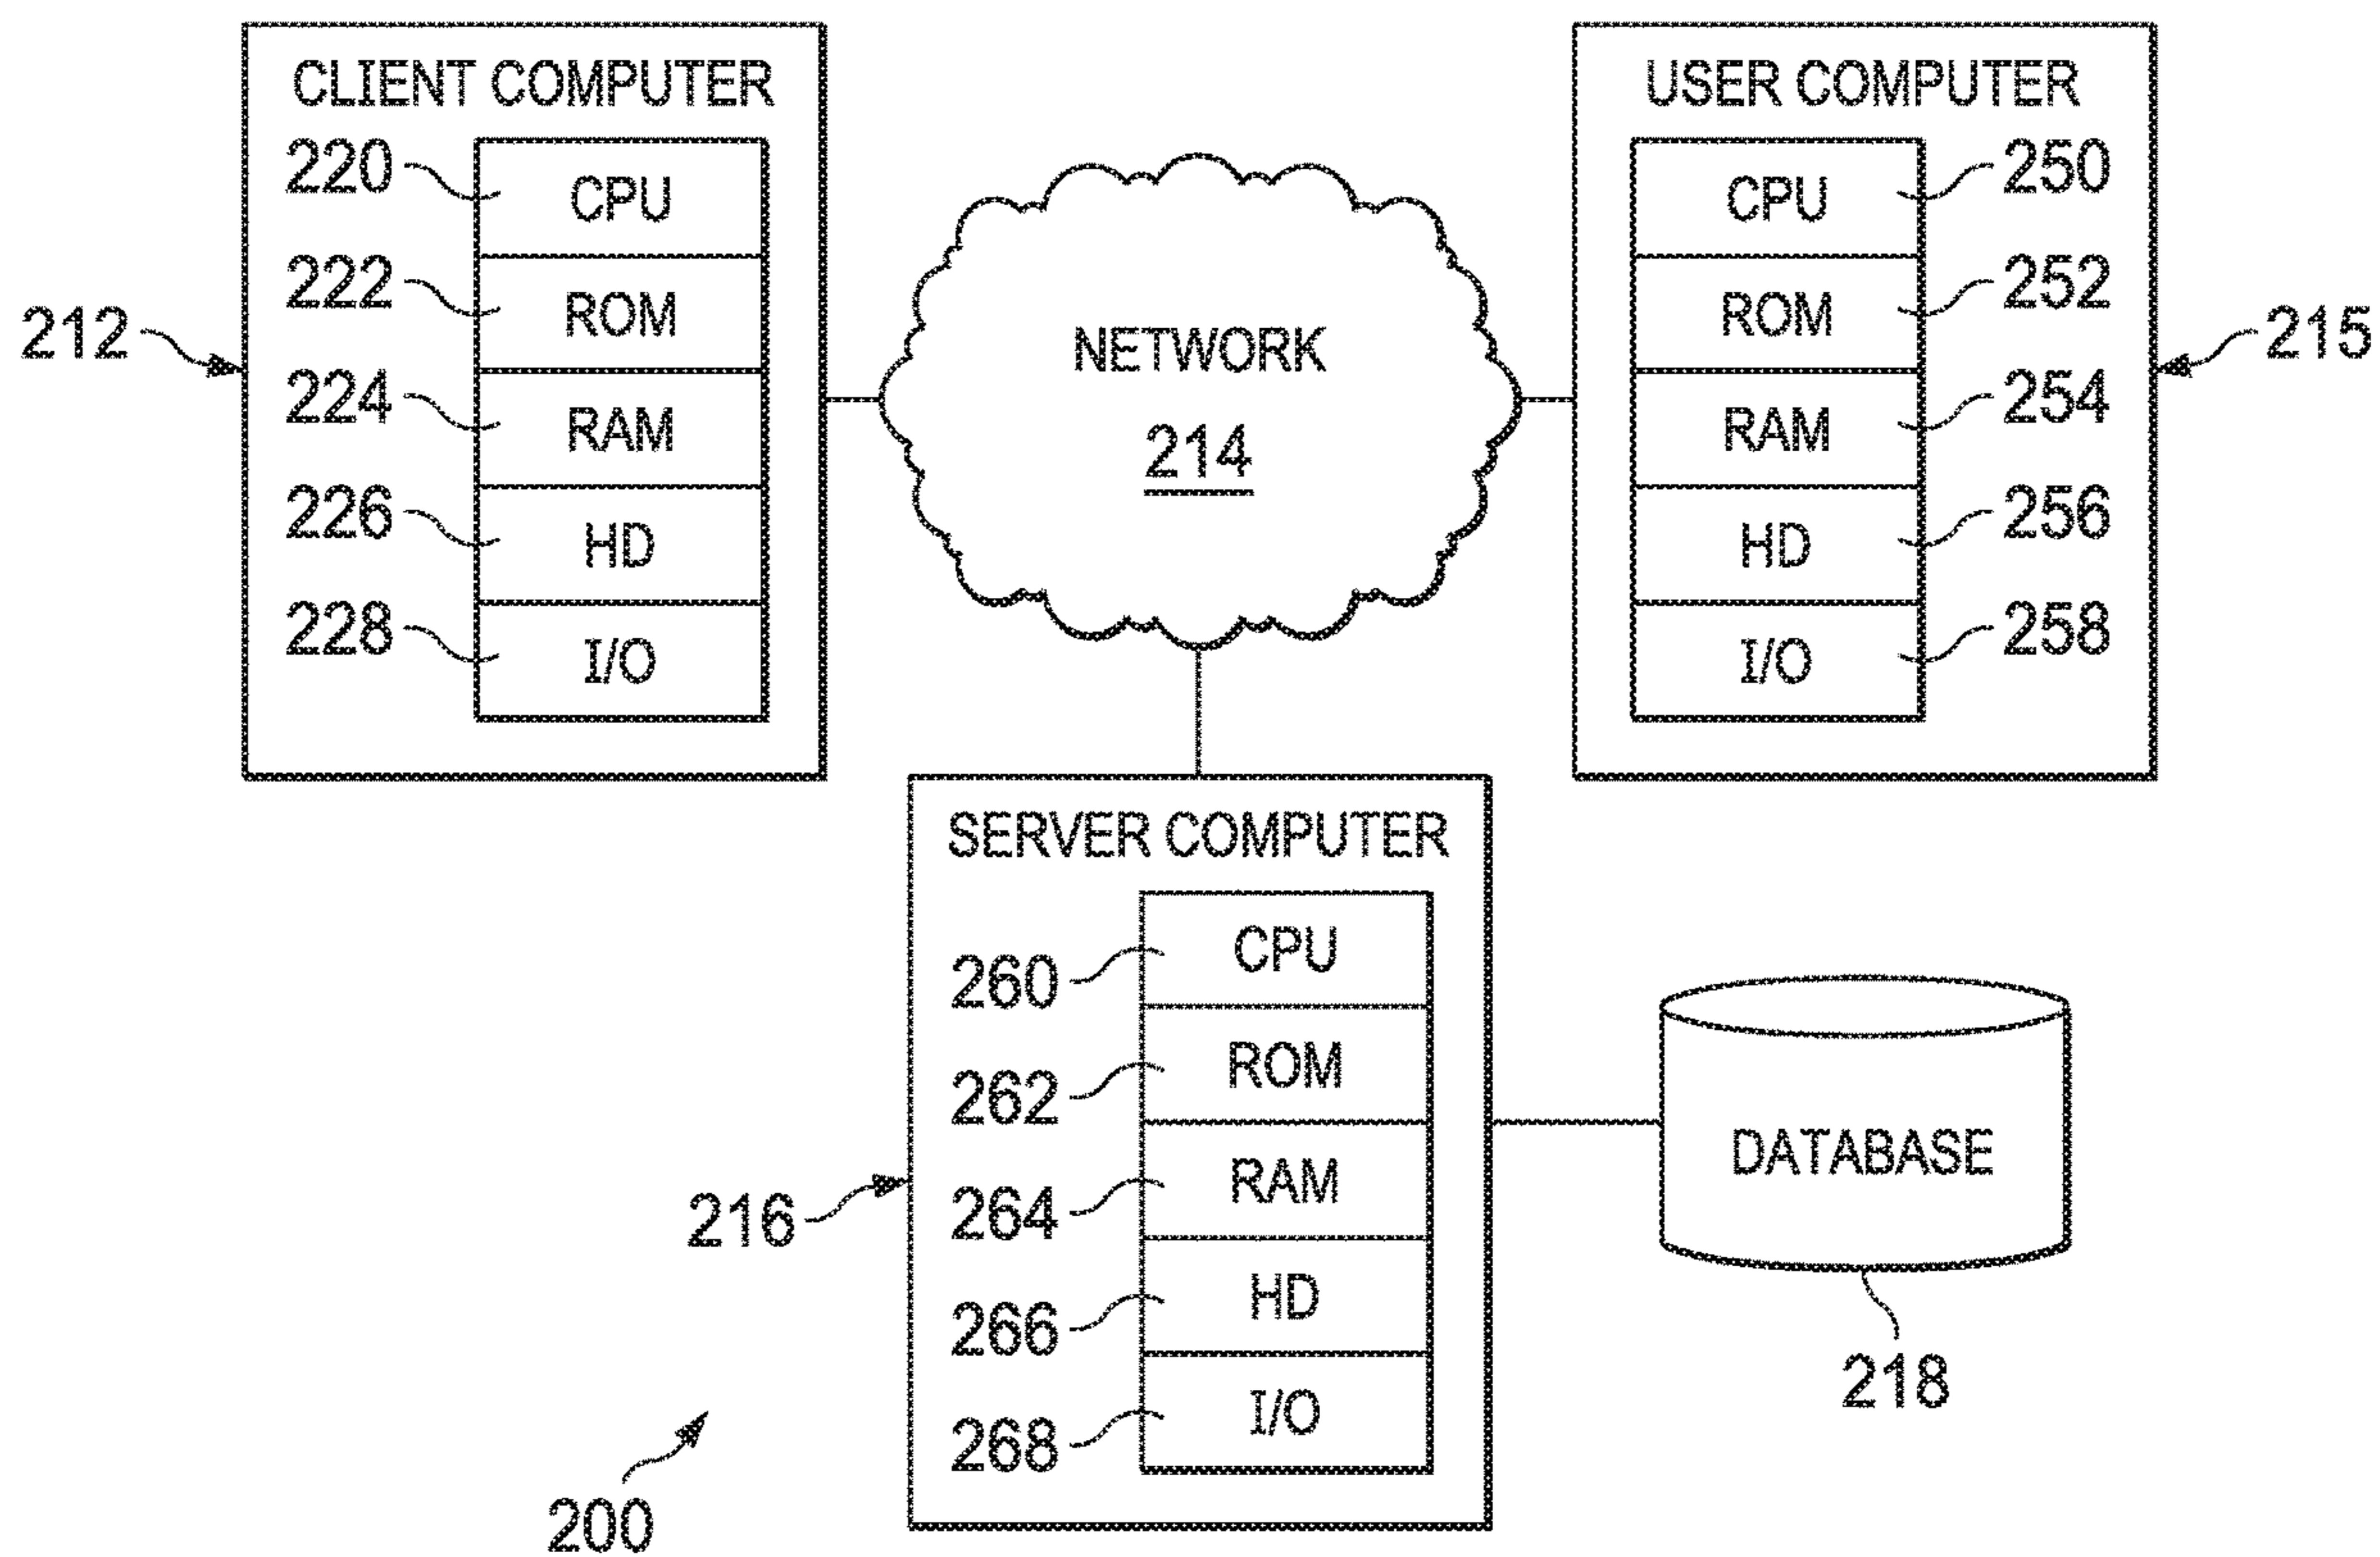 CLIENT COMPUTER
220 CPU
222 ROM
224 RAM
226 HD
228 I/O
212
NETWORK
214
USER COMPUTER
CPU 250
ROM 252
RAM 254
HD 256
I/O 258
215
SERVER COMPUTER
260 CPU
262 ROM
264 RAM
266 HD
268 I/O
216
DATABASE
218
200